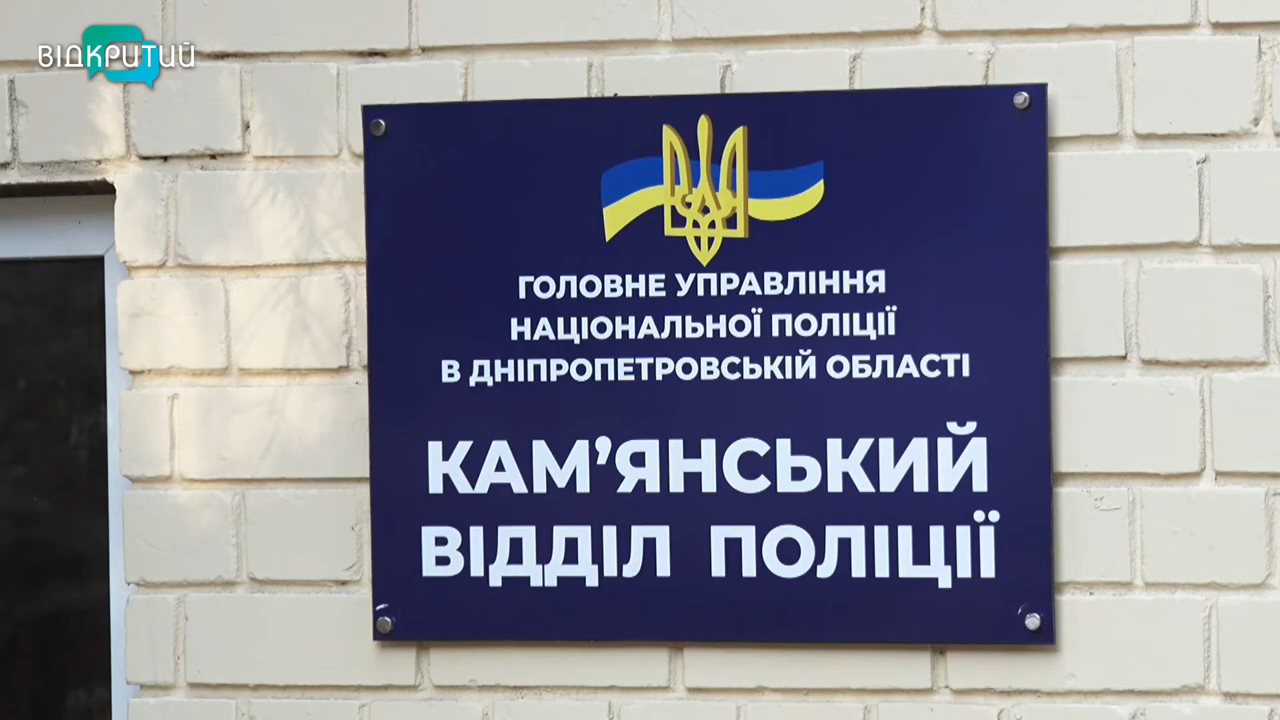 ВІДКРИТИЙ
ГОЛОВНЕ УПРАВЛІННЯ
НАЦІОНАЛЬНОЇ ПОЛІЦІЇ
В ДНІПРОПЕТРОВСЬКІЙ ОБЛАСТІ
КАМ’ЯНСЬКИЙ
ВІДДІЛ ПОЛІЦІЇ